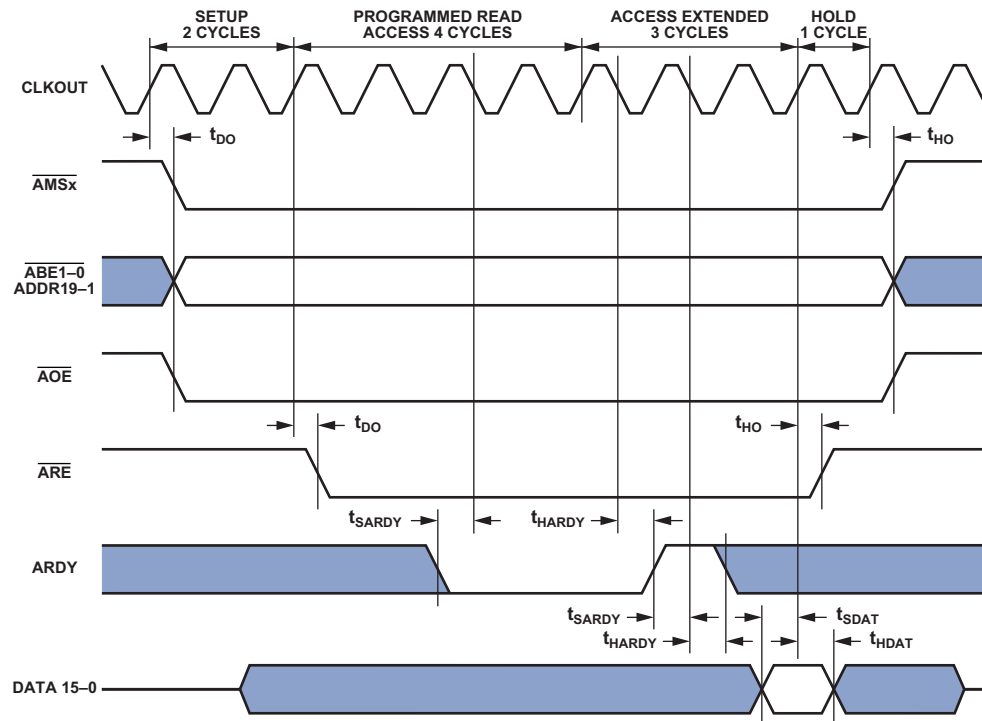 SETUP
2 CYCLES
PROGRAMMED READ
ACCESS 4 CYCLES
ACCESS EXTENDED
3 CYCLES
HOLD
1 CYCLE
CLKOUT
tDO
tHO
AMSx
ABE1–0
ADDR19–1
AOE
tDO
tHO
ARE
tSARDY
tHARDY
ARDY
tSARDY
tSDAT
tHARDY
tHDAT
DATA 15–0